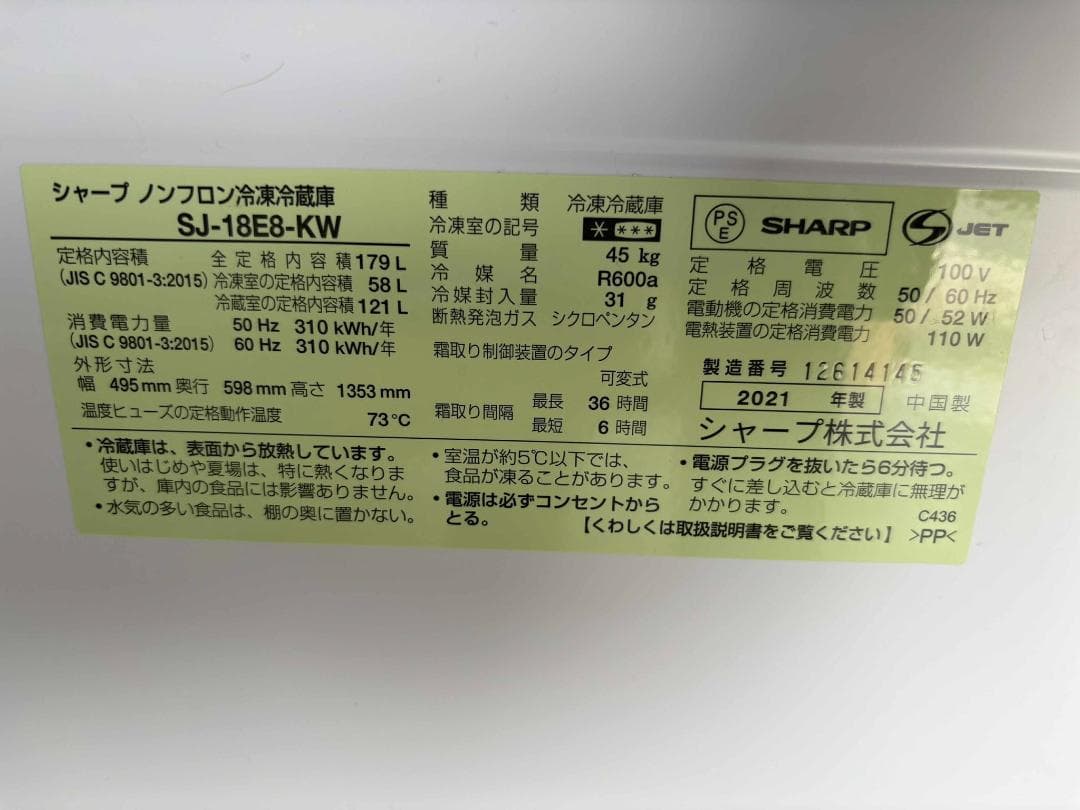 シャープ ノンフロン冷凍冷蔵庫
SJ-18E8-KW
定格内容積 全定格内容積 179 L
(JIS C 9801-3:2015) 冷凍室の定格内容積 58 L
冷蔵室の定格内容積 121 L
消費電力量 50 Hz 310 kWh/年
(JIS C 9801-3:2015) 60 Hz 310 kWh/年
外形寸法
幅 495 mm 奥行 598 mm 高さ 1353 mm
温度ヒューズの定格動作温度 73℃
種類 冷凍冷蔵庫
冷凍室の記号 * ***
質量 45 kg
冷媒名 R600a
冷媒封入量 31 g
断熱発泡ガス シクロペンタン
霜取り制御装置のタイプ
可変式
霜取り間隔 最長 36 時間
最短 6 時間
PSE SHARP S JET
定格電圧 100 V
定格周波数 50 / 60 Hz
電動機の定格消費電力 50 / 52 W
電熱装置の定格消費電力 110 W
製造番号 12614145
2021 年製 中国製
シャープ株式会社
・冷蔵庫は、表面から放熱しています。
使いはじめや夏場は、特に熱くなりま
すが、庫内の食品には影響ありません。
・水気の多い食品は、棚の奥に置かない。
・室温が約5℃以下では、
食品が凍ることがあります。
・電源は必ずコンセントから
とる。
・電源プラグを抜いたら6分待つ。
すぐに差し込むと冷蔵庫に無理が
かかります。
C436
【くわしくは取扱説明書をご覧ください】 >PP<